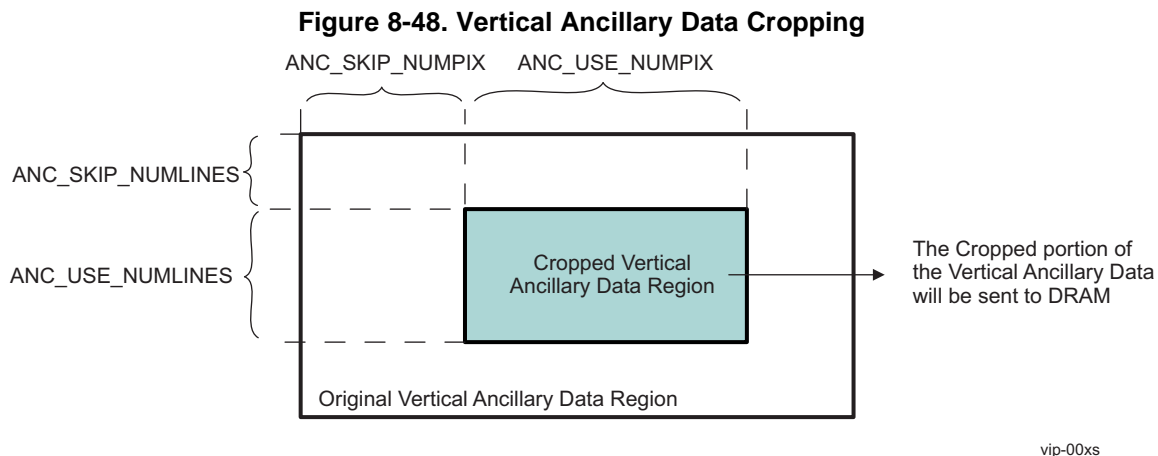 Figure 8-48. Vertical Ancillary Data Cropping
ANC_SKIP_NUMPIX
ANC_USE_NUMPIX
ANC_SKIP_NUMLINES
ANC_USE_NUMLINES
Cropped Vertical
Ancillary Data Region
The Cropped portion of
the Vertical Ancillary Data
will be sent to DRAM
Original Vertical Ancillary Data Region
vip-00xs